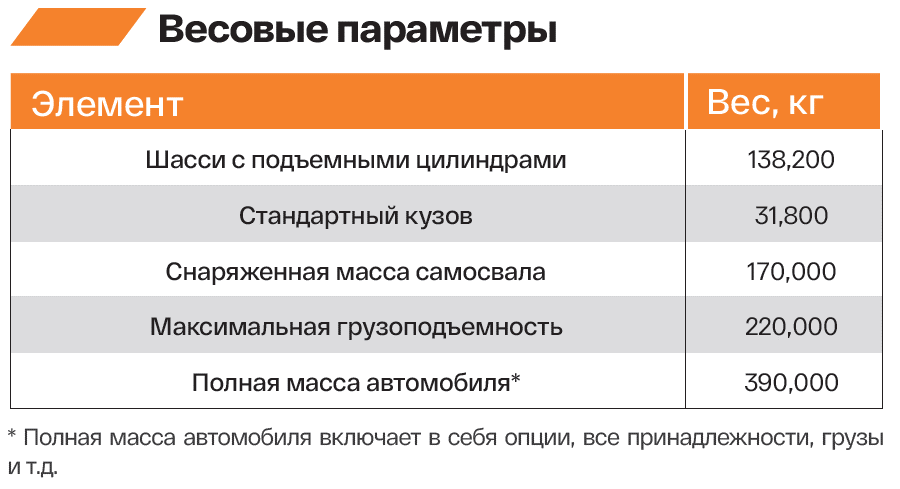 Весовые параметры
Элемент Вес, кг
Шасси с подъемными цилиндрами 138,200
Стандартный кузов 31,800
Снаряженная масса самосвала 170,000
Максимальная грузоподъемность 220,000
Полная масса автомобиля* 390,000
* Полная масса автомобиля включает в себя опции, все принадлежности, грузы
и т.д.